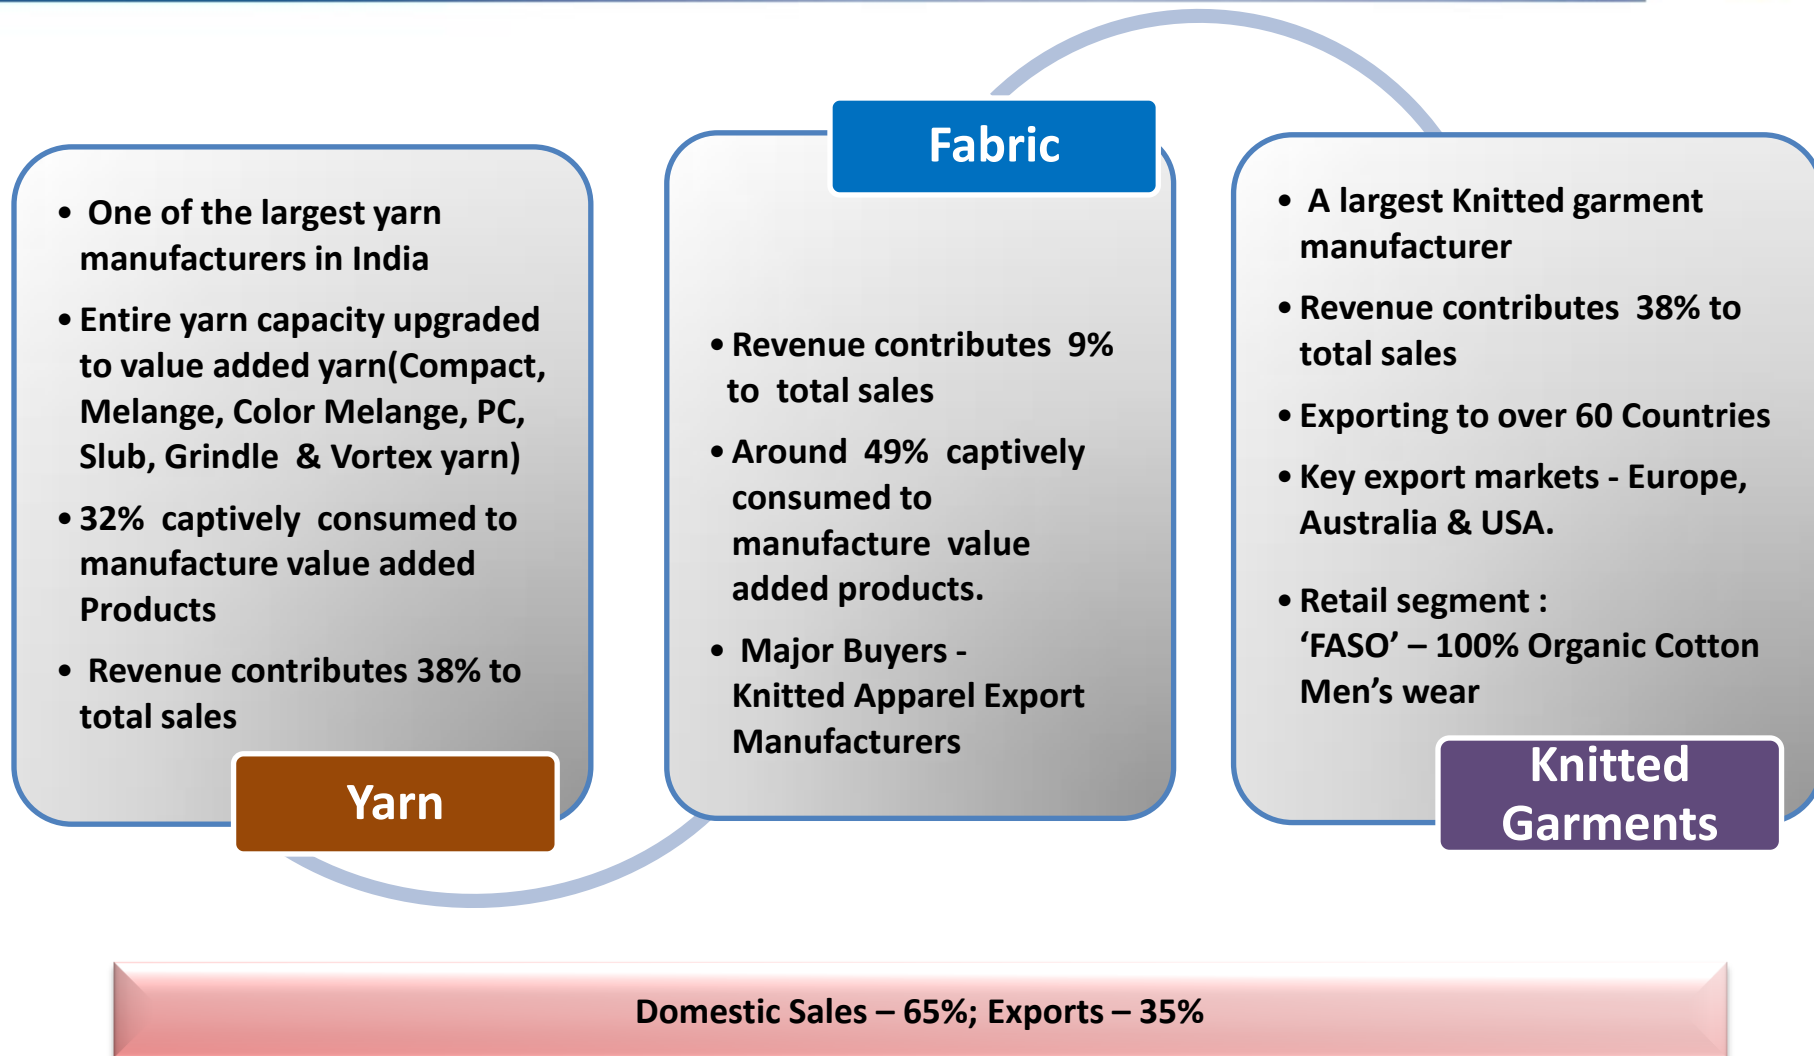 • One of the largest yarn
manufacturers in India
• Entire yarn capacity upgraded
to value added yarn(Compact,
Melange, Color Melange, PC,
Slub, Grindle & Vortex yarn)
• 32% captively consumed to
manufacture value added
Products
• Revenue contributes 38% to
total sales
Yarn
Fabric
• Revenue contributes 9%
to total sales
• Around 49% captively
consumed to
manufacture value
added products.
• Major Buyers -
Knitted Apparel Export
Manufacturers
• A largest Knitted garment
manufacturer
• Revenue contributes 38% to
total sales
• Exporting to over 60 Countries
• Key export markets - Europe,
Australia & USA.
• Retail segment :
‘FASO’ – 100% Organic Cotton
Men’s wear
Knitted
Garments
Domestic Sales – 65%; Exports – 35%